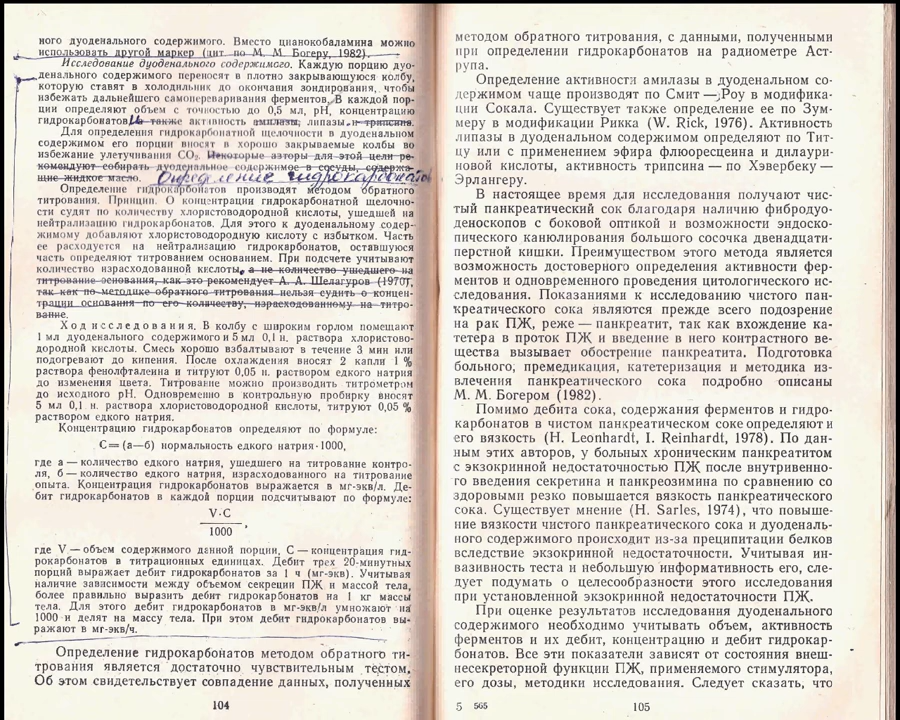 ного дуоденального содержимого. Вместо цианокобаламина можно
использовать другой маркер (цит. по М. М. Богеру, 1982).
Исследование дуоденального содержимого. Каждую порцию дуо-
денального содержимого переносят в плотно закрывающуюся колбу,
которую ставят в холодильник до окончания зондирования, чтобы
избежать дальнейшего самопереваривания ферментов. В каждой пор-
ции определяют объем с точностью до 0,5 мл, pH, концентрацию
гидрокарбонатов, а также активность амилазы, липазы и трипсина.
Для определения гидрокарбонатной щелочности в дуоденальном
содержимом его порции вносят в хорошо закрываемые колбы во
избежание улетучивания CO₂. Некоторые авторы для этой цели ре-
комендуют собирать дуоденальное содержимое в сосуды, содержа-
щие жидкое масло. Определение гидрокарбонатов
Определение гидрокарбонатов производят методом обратного
титрования. Принцип. О концентрации гидрокарбонатной щелочно-
сти судят по количеству хлористоводородной кислоты, ушедшей на
нейтрализацию гидрокарбонатов. Для этого к дуоденальному содер-
жимому добавляют хлористоводородную кислоту с избытком. Часть
ее расходуется на нейтрализацию гидрокарбонатов, оставшуюся
часть определяют титрованием основанием. При подсчете учитывают
количество израсходованной кислоты, а не количество ушедшего на
титрование основания, как это рекомендует А. А. Шелагуров (1970),
так как по методике обратного титрования нельзя судить о концен-
трации основания по его количеству, израсходованному на титро-
вание.
Ход исследования. В колбу с широким горлом помещают
1 мл дуоденального содержимого и 5 мл 0,1 н. раствора хлористово-
дородной кислоты. Смесь хорошо взбалтывают в течение 3 мин или
подогревают до кипения. После охлаждения вносят 2 капли 1 %
раствора фенолфталеина и титруют 0,05 н. раствором едкого натрия
до изменения цвета. Титрование можно производить титрометром
до исходного pH. Одновременно в контрольную пробирку вносят
5 мл 0,1 н. раствора хлористоводородной кислоты, титруют 0,05 %
раствором едкого натрия.
Концентрацию гидрокарбонатов определяют по формуле:
С=(а—б) нормальность едкого натрия·1000,
где а — количество едкого натрия, ушедшего на титрование контро-
ля, б — количество едкого натрия, израсходованного на титрование
опыта. Концентрация гидрокарбонатов выражается в мг-экв/л. Де-
бит гидрокарбонатов в каждой порции подсчитывают по формуле:
V·C
1000 ,
где V — объем содержимого данной порции, С — концентрация гид-
рокарбонатов в титрационных единицах. Дебит трех 20-минутных
порций выражает дебит гидрокарбонатов за 1 ч (мг-экв). Учитывая
наличие зависимости между объемом секреции ПЖ и массой тела,
более правильно выразить дебит гидрокарбонатов на 1 кг массы
тела. Для этого дебит гидрокарбонатов в мг-экв/л умножают на
1000 и делят на массу тела. При этом дебит гидрокарбонатов вы-
ражают в мг-экв/ч.
Определение гидрокарбонатов методом обратного ти-
трования является достаточно чувствительным тестом.
Об этом свидетельствует совпадение данных, полученных
104
методом обратного титрования, с данными, полученными
при определении гидрокарбонатов на радиометре Аст-
рупа.
Определение активности амилазы в дуоденальном со-
держимом чаще производят по Смит — Роу в модифика-
ции Сокала. Существует также определение ее по Зум-
меру в модификации Рикка (W. Rick, 1976). Активность
липазы в дуоденальном содержимом определяют по Тит-
цу или с применением эфира флюоресцеина и дилаури-
новой кислоты, активность трипсина — по Хэвербеку —
Эрлангеру.
В настоящее время для исследования получают чис-
тый панкреатический сок благодаря наличию фибродуо-
деноскопов с боковой оптикой и возможности эндоско-
пического канюлирования большого сосочка двенадцати-
перстной кишки. Преимуществом этого метода является
возможность достоверного определения активности фер-
ментов и одновременного проведения цитологического ис-
следования. Показаниями к исследованию чистого пан-
креатического сока являются прежде всего подозрение
на рак ПЖ, реже — панкреатит, так как вхождение ка-
тетера в проток ПЖ и введение в него контрастного ве-
щества вызывает обострение панкреатита. Подготовка
больного, премедикация, катетеризация и методика из-
влечения панкреатического сока подробно описаны
М. М. Богером (1982).
Помимо дебита сока, содержания ферментов и гидро-
карбонатов в чистом панкреатическом соке определяют и
его вязкость (H. Leonhardt, I. Reinhardt, 1978). По дан-
ным этих авторов, у больных хроническим панкреатитом
с экзокринной недостаточностью ПЖ после внутривенно-
го введения секретина и панкреозимина по сравнению со
здоровыми резко повышается вязкость панкреатического
сока. Существует мнение (H. Sarles, 1974), что повыше-
ние вязкости чистого панкреатического сока и дуоденаль-
ного содержимого происходит из-за преципитации белков
вследствие экзокринной недостаточности. Учитывая ин-
вазивность теста и небольшую информативность его, сле-
дует подумать о целесообразности этого исследования
при установлении экзокринной недостаточности ПЖ.
При оценке результатов исследования дуоденального
содержимого необходимо учитывать объем, активность
ферментов и их дебит, концентрацию и дебит гидрокар-
бонатов. Все эти показатели зависят от состояния внеш-
несекреторной функции ПЖ, применяемого стимулятора,
его дозы, методики исследования. Следует сказать, что
5 565
105